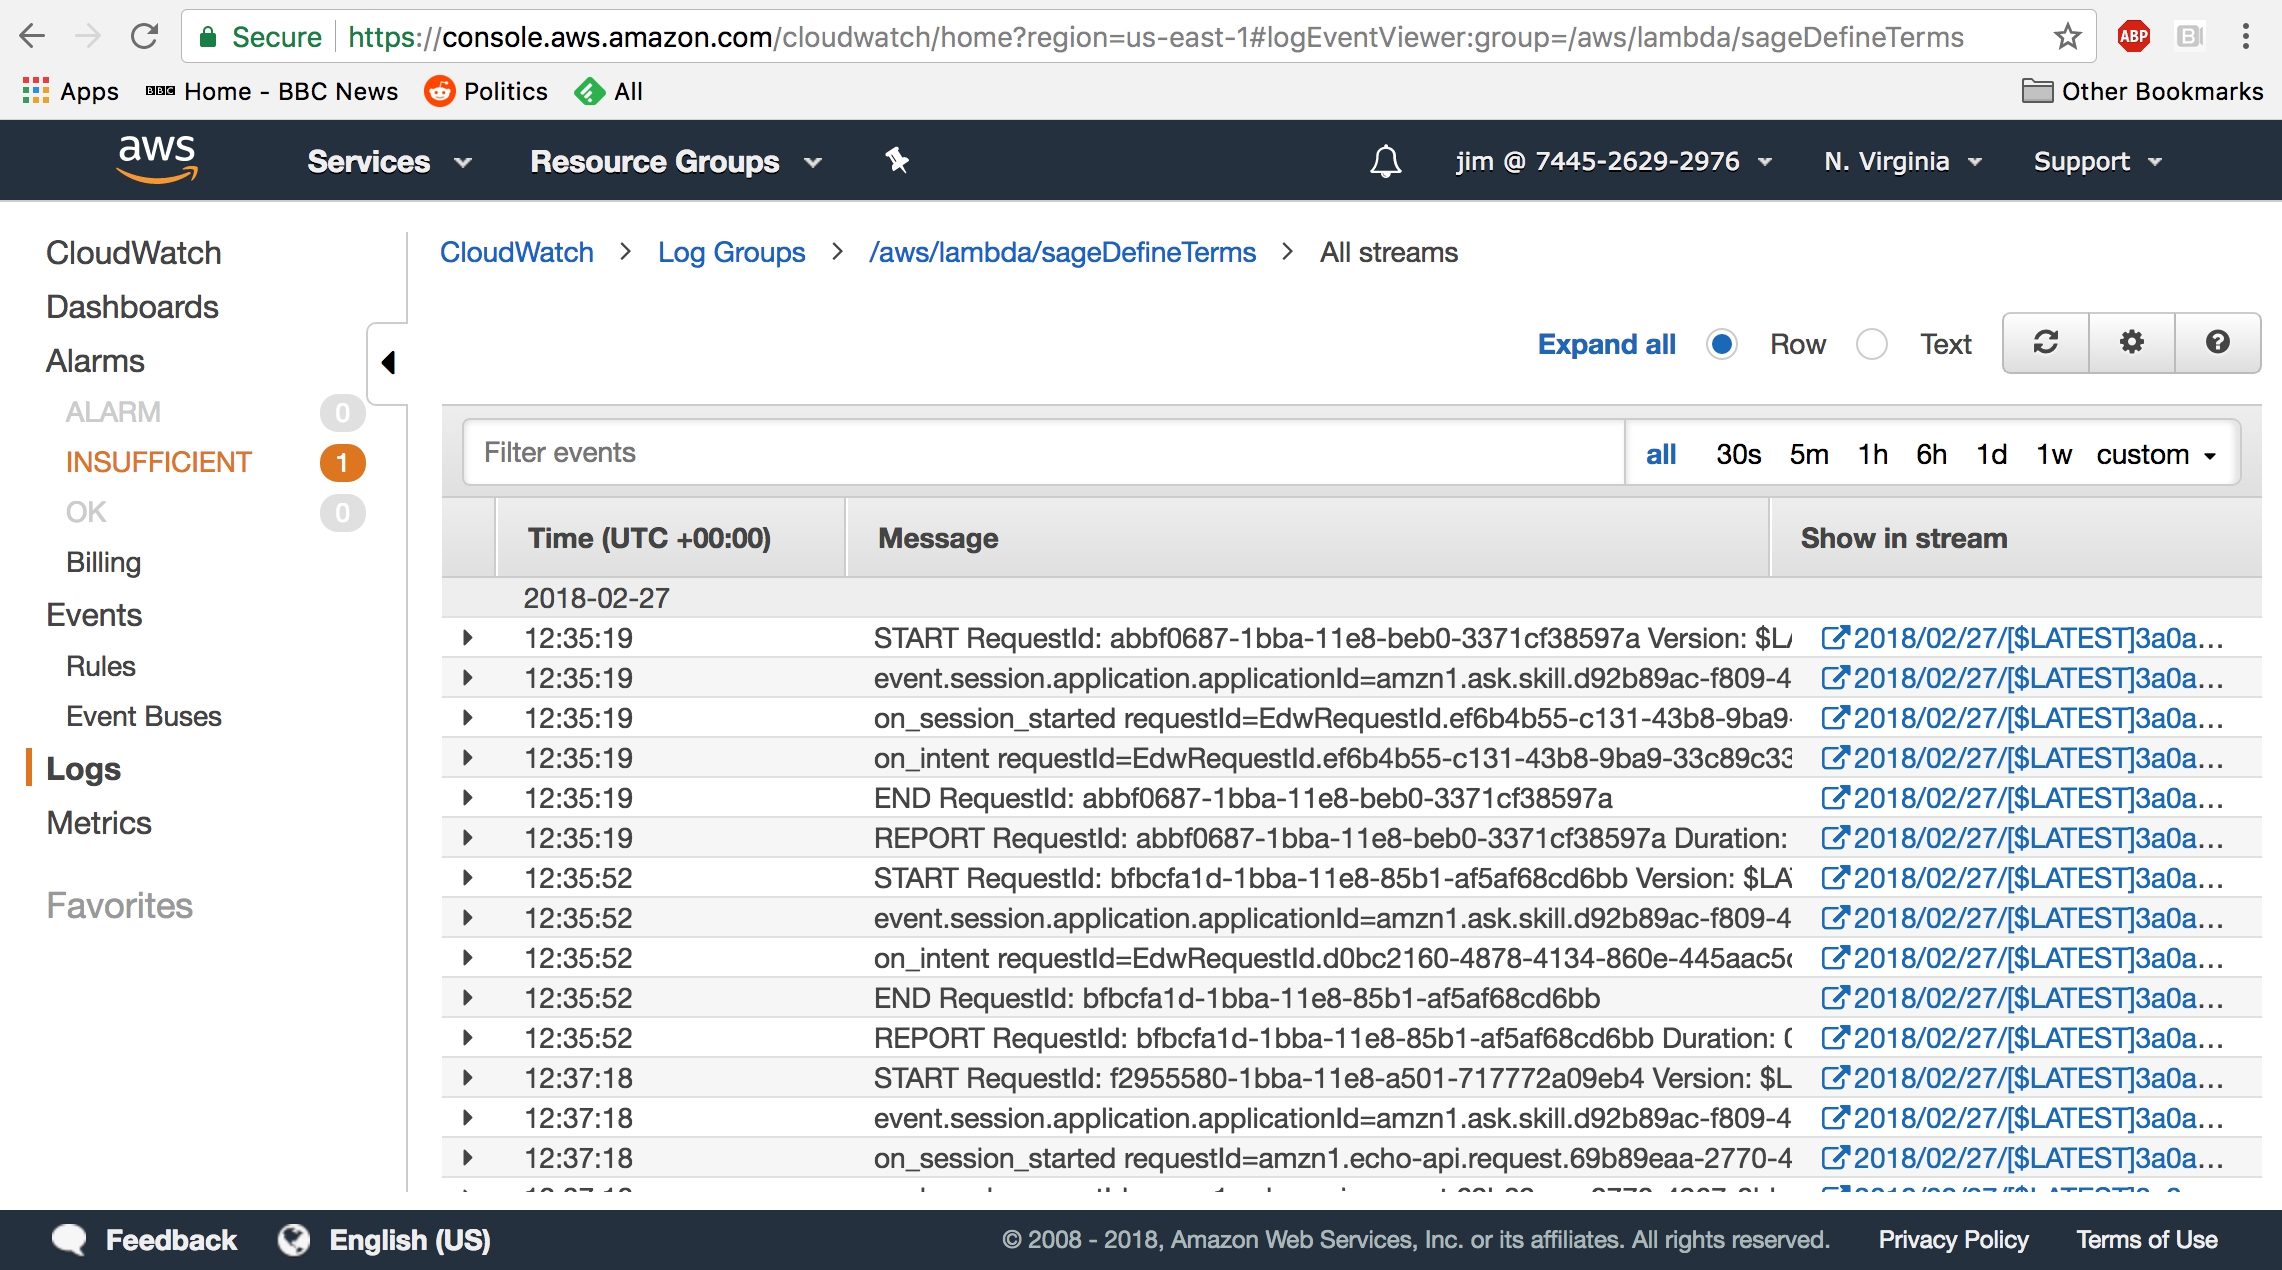 Secure https://console.aws.amazon.com/cloudwatch/home?region=us-east-1#logEventViewer:group=/aws/lambda/sageDefineTerms ABP B
Apps BBC Home - BBC News Politics All Other Bookmarks
aws Services Resource Groups jim @ 7445-2629-2976 N. Virginia Support
CloudWatch
Dashboards
Alarms
ALARM 0
INSUFFICIENT 1
OK 0
Billing
Events
Rules
Event Buses
Logs
Metrics
Favorites
CloudWatch > Log Groups > /aws/lambda/sageDefineTerms > All streams
Expand all Row Text
Filter events all 30s 5m 1h 6h 1d 1w custom
Time (UTC +00:00) Message Show in stream
2018-02-27
12:35:19 START RequestId: abbf0687-1bba-11e8-beb0-3371cf38597a Version: $LA 2018/02/27/[$LATEST]3a0a...
12:35:19 event.session.application.applicationId=amzn1.ask.skill.d92b89ac-f809-4 2018/02/27/[$LATEST]3a0a...
12:35:19 on_session_started requestId=EdwRequestId.ef6b4b55-c131-43b8-9ba9- 2018/02/27/[$LATEST]3a0a...
12:35:19 on_intent requestId=EdwRequestId.ef6b4b55-c131-43b8-9ba9-33c89c33 2018/02/27/[$LATEST]3a0a...
12:35:19 END RequestId: abbf0687-1bba-11e8-beb0-3371cf38597a 2018/02/27/[$LATEST]3a0a...
12:35:19 REPORT RequestId: abbf0687-1bba-11e8-beb0-3371cf38597a Duration: 2018/02/27/[$LATEST]3a0a...
12:35:52 START RequestId: bfbcfa1d-1bba-11e8-85b1-af5af68cd6bb Version: $LA 2018/02/27/[$LATEST]3a0a...
12:35:52 event.session.application.applicationId=amzn1.ask.skill.d92b89ac-f809-4 2018/02/27/[$LATEST]3a0a...
12:35:52 on_intent requestId=EdwRequestId.d0bc2160-4878-4134-860e-445aac5c 2018/02/27/[$LATEST]3a0a...
12:35:52 END RequestId: bfbcfa1d-1bba-11e8-85b1-af5af68cd6bb 2018/02/27/[$LATEST]3a0a...
12:35:52 REPORT RequestId: bfbcfa1d-1bba-11e8-85b1-af5af68cd6bb Duration: 0 2018/02/27/[$LATEST]3a0a...
12:37:18 START RequestId: f2955580-1bba-11e8-a501-717772a09eb4 Version: $L 2018/02/27/[$LATEST]3a0a...
12:37:18 event.session.application.applicationId=amzn1.ask.skill.d92b89ac-f809-4 2018/02/27/[$LATEST]3a0a...
12:37:18 on_session_started requestId=amzn1.echo-api.request.69b89eaa-2770-4 2018/02/27/[$LATEST]3a0a...
Feedback English (US) © 2008 - 2018, Amazon Web Services, Inc. or its affiliates. All rights reserved. Privacy Policy Terms of Use